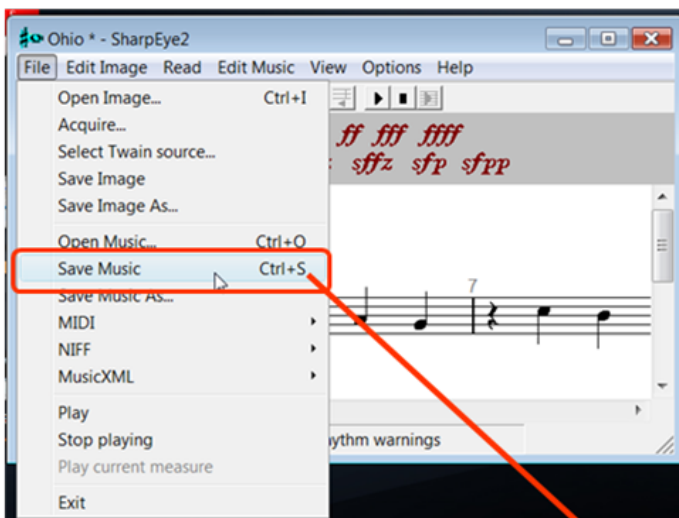 Ohio * - SharpEye2
File Edit Image Read Edit Music View Options Help
Open Image... Ctrl+I
Acquire...
Select Twain source...
Save Image
Save Image As...
Open Music... Ctrl+O
Save Music Ctrl+S
Save Music As...
MIDI
NIFF
MusicXML
Play
Stop playing
Play current measure
Exit
ff fff ffff
sffz sfp sfpp
7
warnings